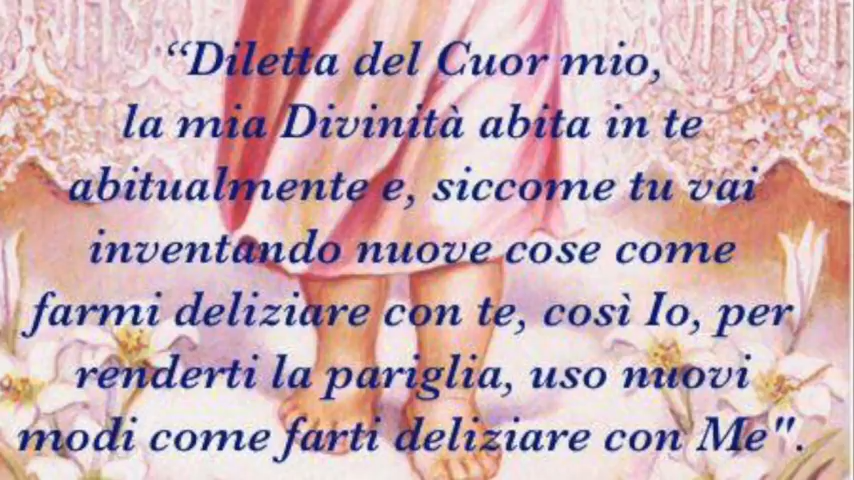 “Diletta del Cuor mio,
la mia Divinità abita in te
abitualmente e, siccome tu vai
inventando nuove cose come
farmi deliziare con te, così Io, per
renderti la pariglia, uso nuovi
modi come farti deliziare con Me".